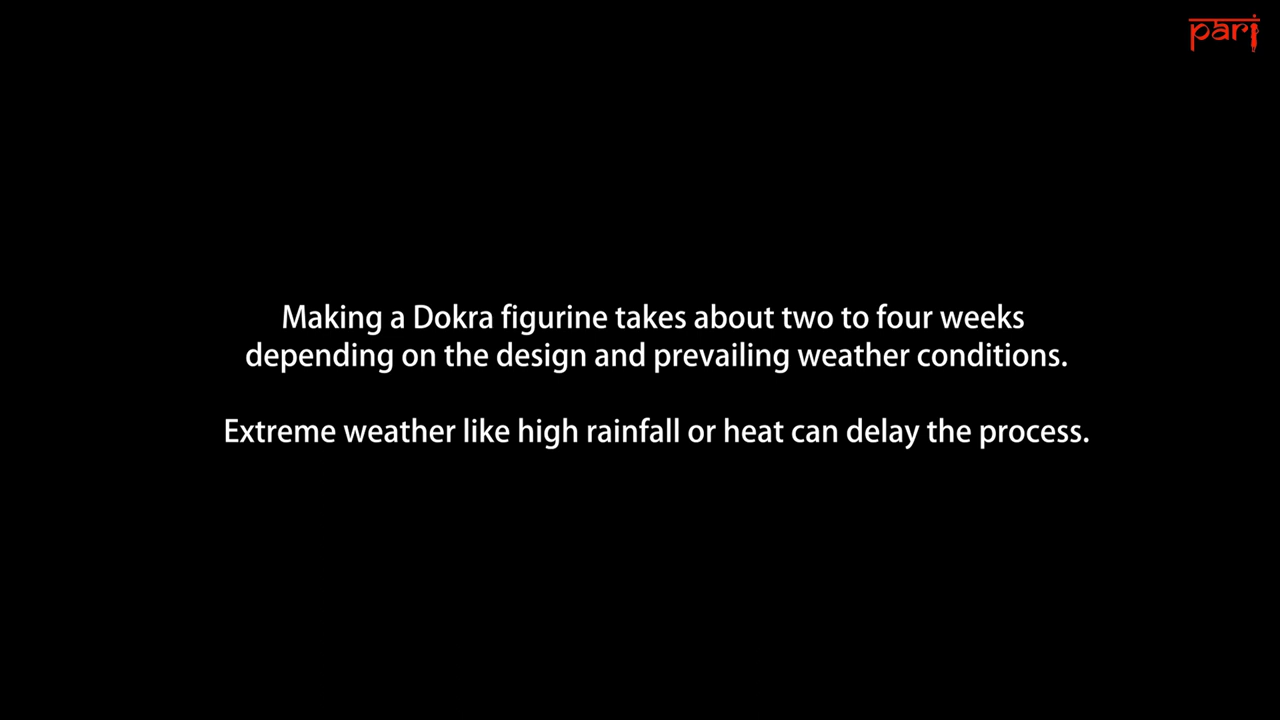 pari
Making a Dokra figurine takes about two to four weeks
depending on the design and prevailing weather conditions.
Extreme weather like high rainfall or heat can delay the process.